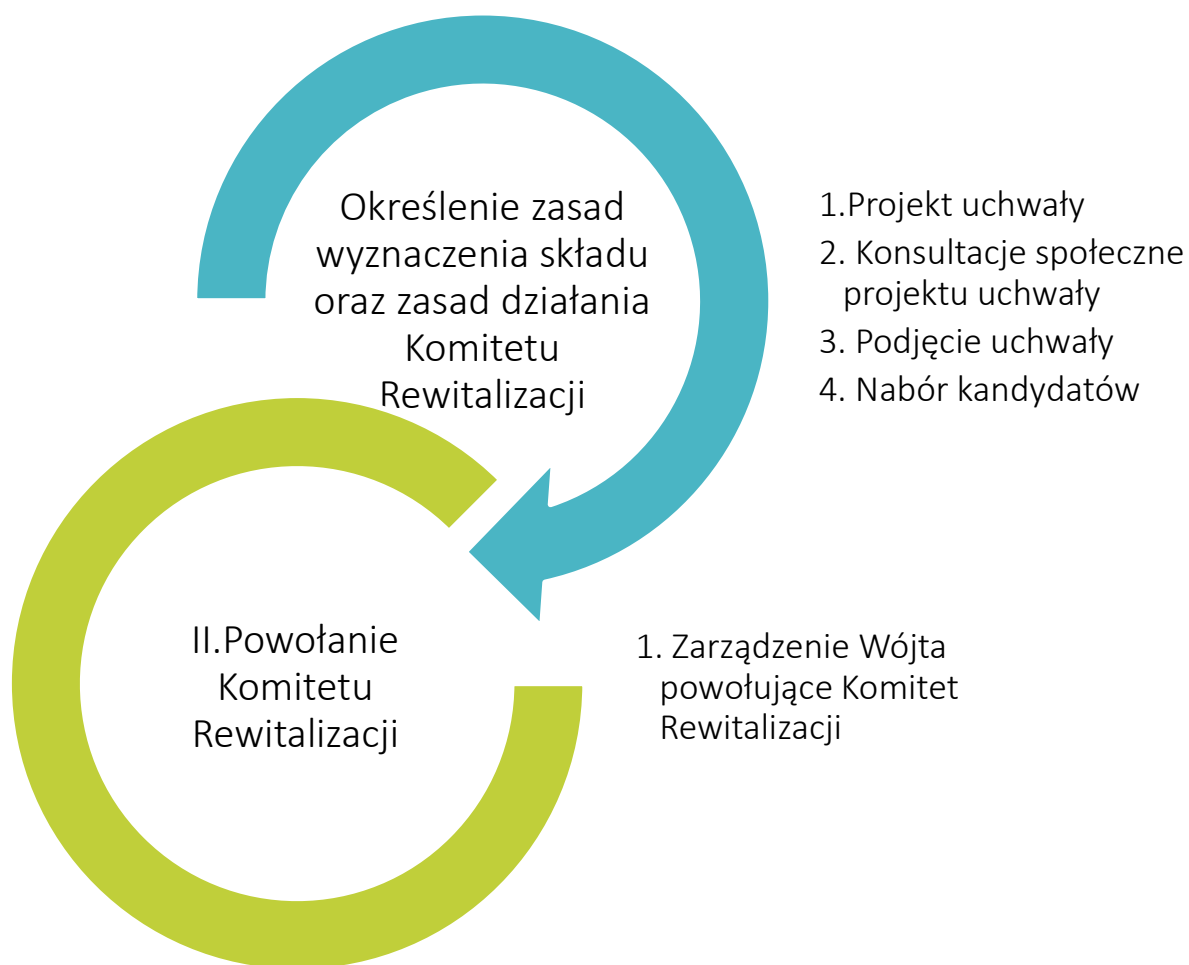 Określenie zasad
wyznaczenia składu
oraz zasad działania
Komitetu
Rewitalizacji
1.Projekt uchwały
2. Konsultacje społeczne
projektu uchwały
3. Podjęcie uchwały
4. Nabór kandydatów
II.Powołanie
Komitetu
Rewitalizacji
1. Zarządzenie Wójta
powołujące Komitet
Rewitalizacji